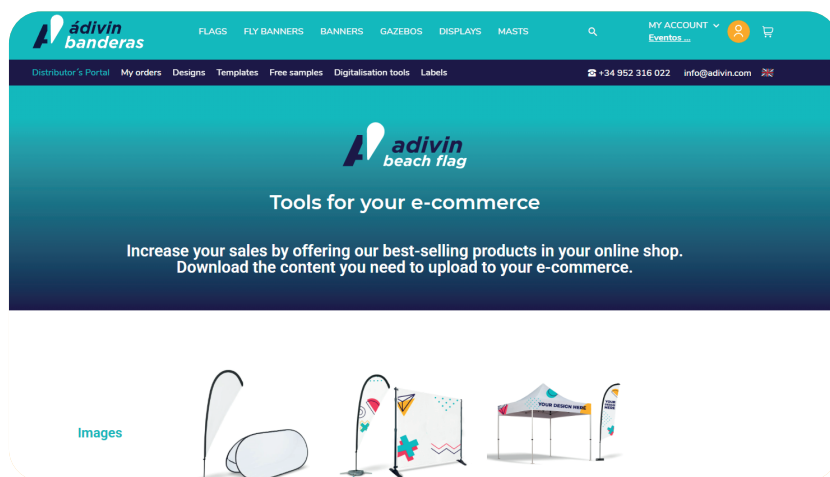 ádivin
banderas
FLAGS FLY BANNERS BANNERS GAZEBOS DISPLAYS MASTS
MY ACCOUNT
Eventos ...
Distributor´s Portal My orders Designs Templates Free samples Digitalisation tools Labels
+34 952 316 022 info@adivin.com
adivin
beach flag
Tools for your e-commerce
Increase your sales by offering our best-selling products in your online shop.
Download the content you need to upload to your e-commerce.
Images
YOUR DESIGN HERE
YOUR
DESIGN
HERE